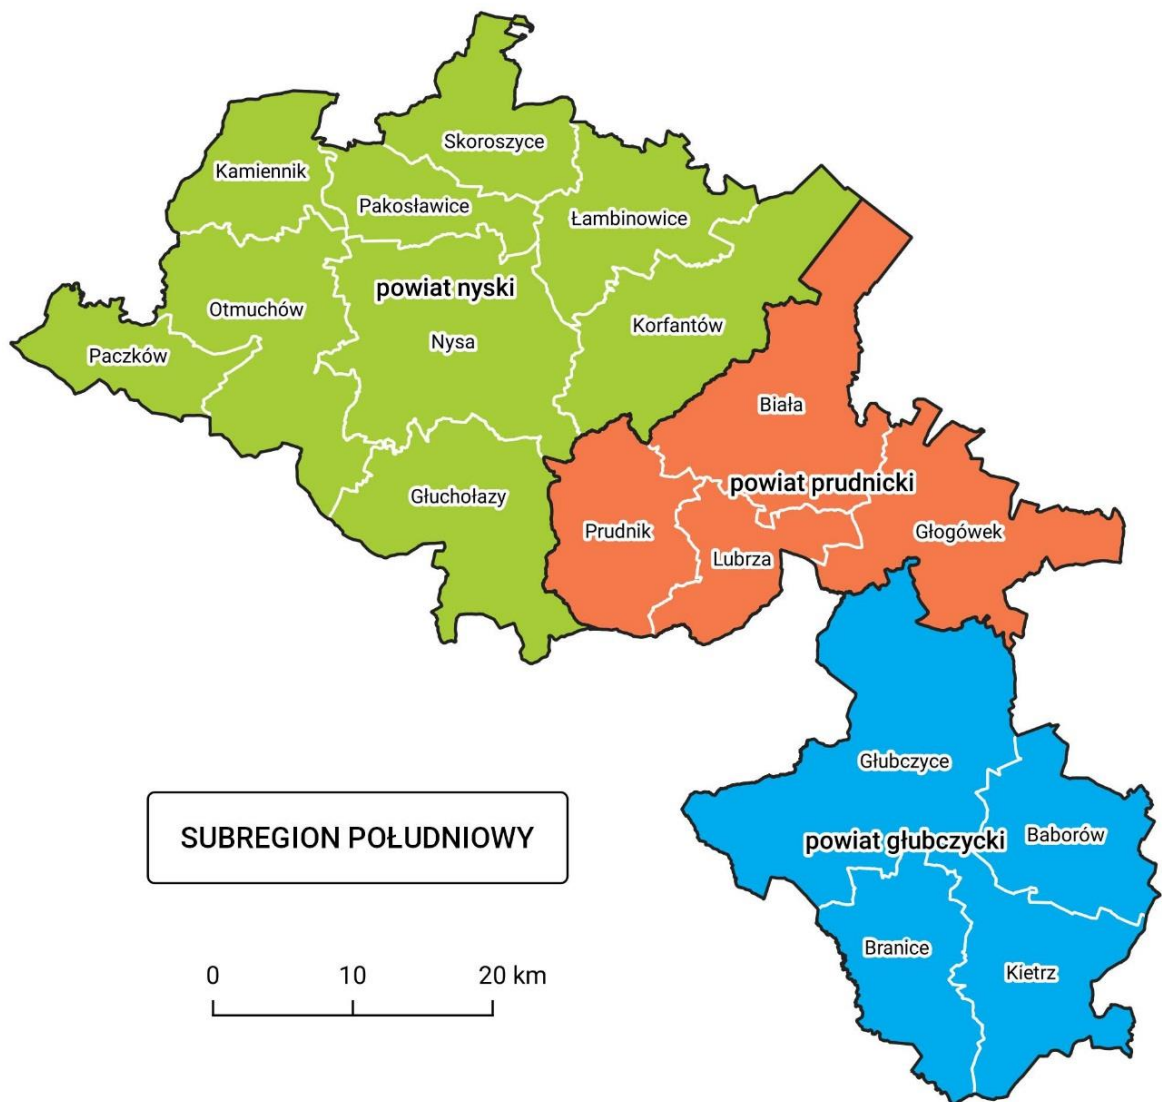 Skoroszyce
Kamiennik
Pakosławice
Łambinowice
powiat nyski
Otmuchów
Korfantów
Nysa
Paczków
Biała
powiat prudnicki
Głuchołazy
Prudnik
Głogówek
Lubrza
Głubczyce
SUBREGION POŁUDNIOWY
powiat głubczycki
Baborów
Branice
Kietrz
0 10 20 km